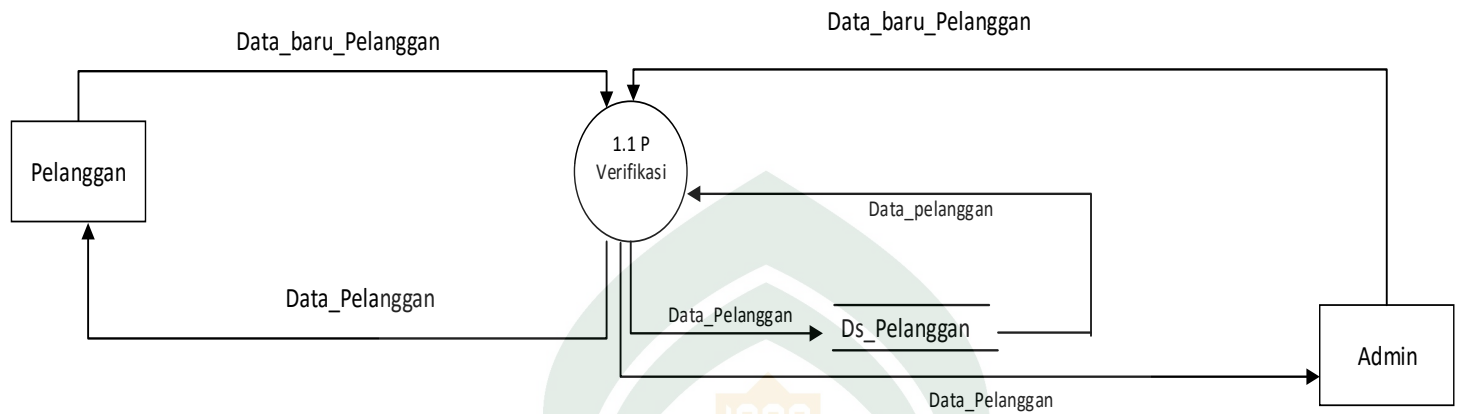 Data_baru_Pelanggan
Data_baru_Pelanggan
Pelanggan
1.1 P
Verifikasi
Data_pelanggan
Data_Pelanggan
Data_Pelanggan
Ds_Pelanggan
Admin
Data_Pelanggan